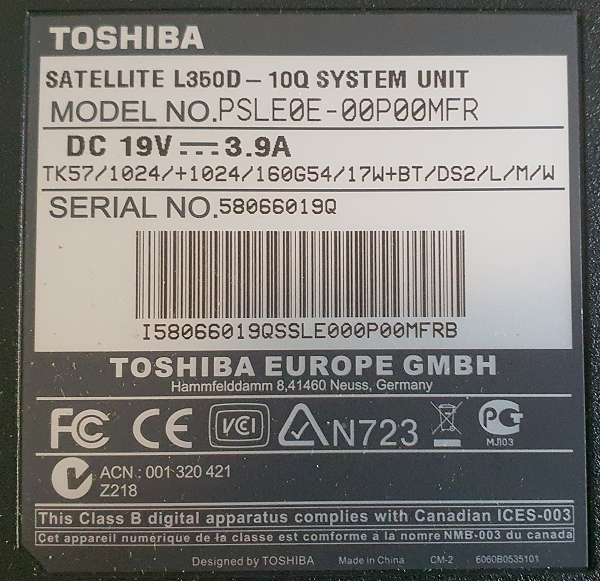 TOSHIBA
SATELLITE L350D - 10Q SYSTEM UNIT
MODEL NO. PSLE0E-00P00MFR
DC 19V ⎓ 3.9A
TK57/1024/+1024/160G54/17W+BT/DS2/L/M/W
SERIAL NO. 58066019Q
I58066019QSSLE000P00MFRB
TOSHIBA EUROPE GMBH
Hammfelddamm 8,41460 Neuss, Germany
FC CE VCI N723 PG
МЛ03
ACN : 001 320 421
Z218
This Class B digital apparatus complies with Canadian ICES-003
Cet appareil numérique de la classe est conforme à la nomre NMB-003 du canada
Designed by TOSHIBA Made in China CM-2 6060B0535101